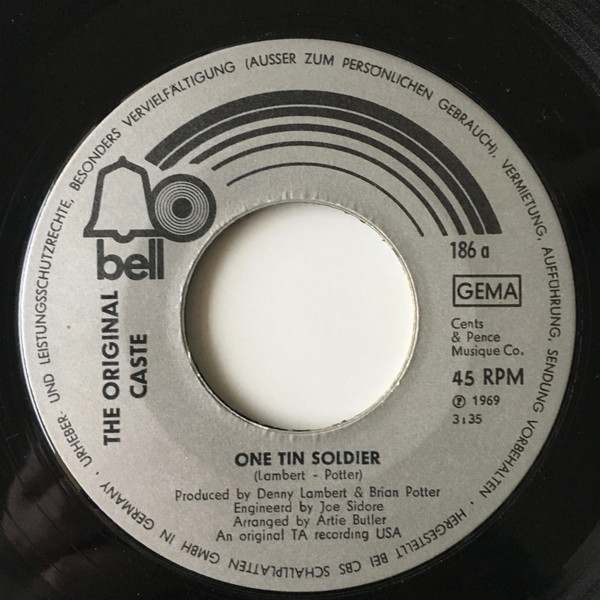 URHEBER- UND LEISTUNGSSCHUTZRECHTE, BESONDERS VERVIELFÄLTIGUNG (AUSSER ZUM PERSÖNLICHEN GEBRAUCH), VERMIETUNG, AUFFÜHRUNG, SENDUNG VORBEHALTEN · HERGESTELLT BEI CBS SCHALLPLATTEN GMBH IN GERMANY ·
bell
THE ORIGINAL
CASTE
186 a
GEMA
Cents
& Pence
Musique Co.
45 RPM
℗ 1969
3:35
ONE TIN SOLDIER
(Lambert - Potter)
Produced by Denny Lambert & Brian Potter
Engineerd by Joe Sidore
Arranged by Artie Butler
An original TA recording USA